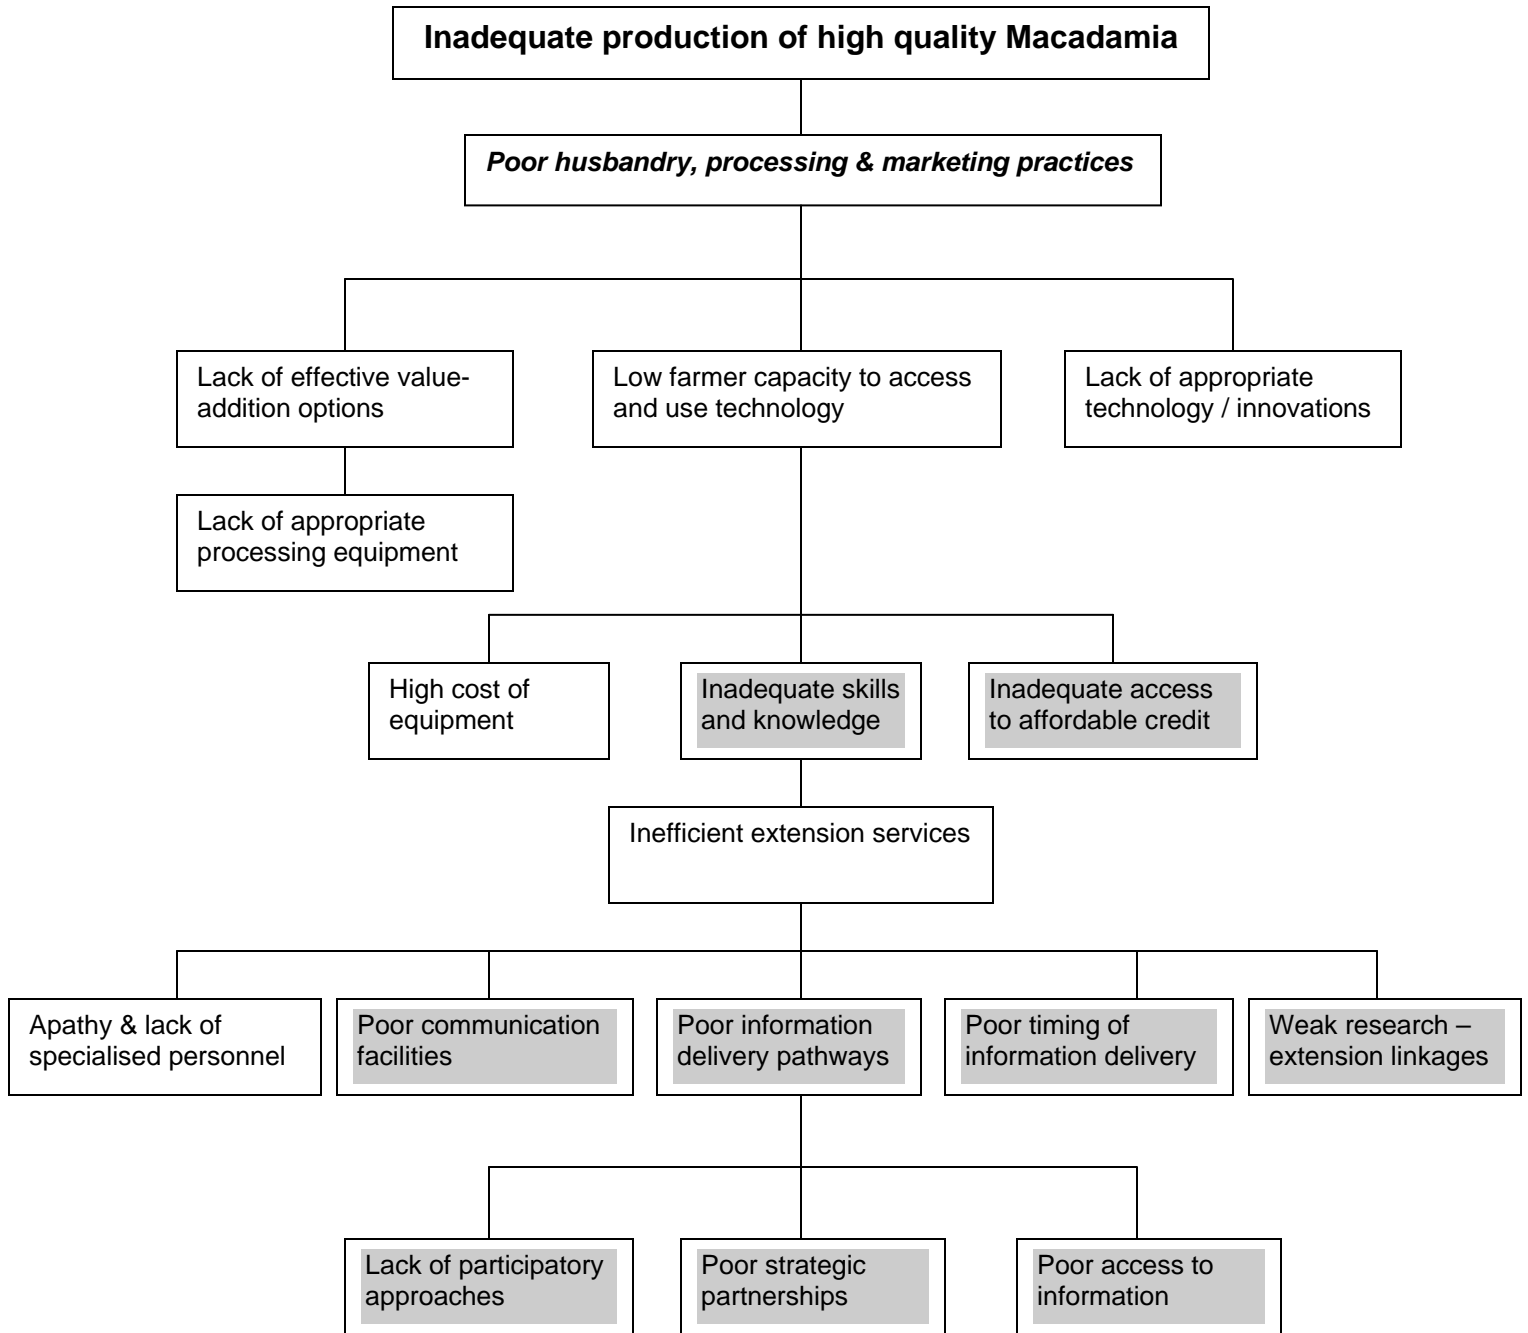 Inadequate production of high quality Macadamia
Poor husbandry, processing & marketing practices
Lack of effective value-
addition options
Low farmer capacity to access
and use technology
Lack of appropriate
technology / innovations
Lack of appropriate
processing equipment
High cost of
equipment
Inadequate skills
and knowledge
Inadequate access
to affordable credit
Inefficient extension services
Apathy & lack of
specialised personnel
Poor communication
facilities
Poor information
delivery pathways
Poor timing of
information delivery
Weak research –
extension linkages
Lack of participatory
approaches
Poor strategic
partnerships
Poor access to
information